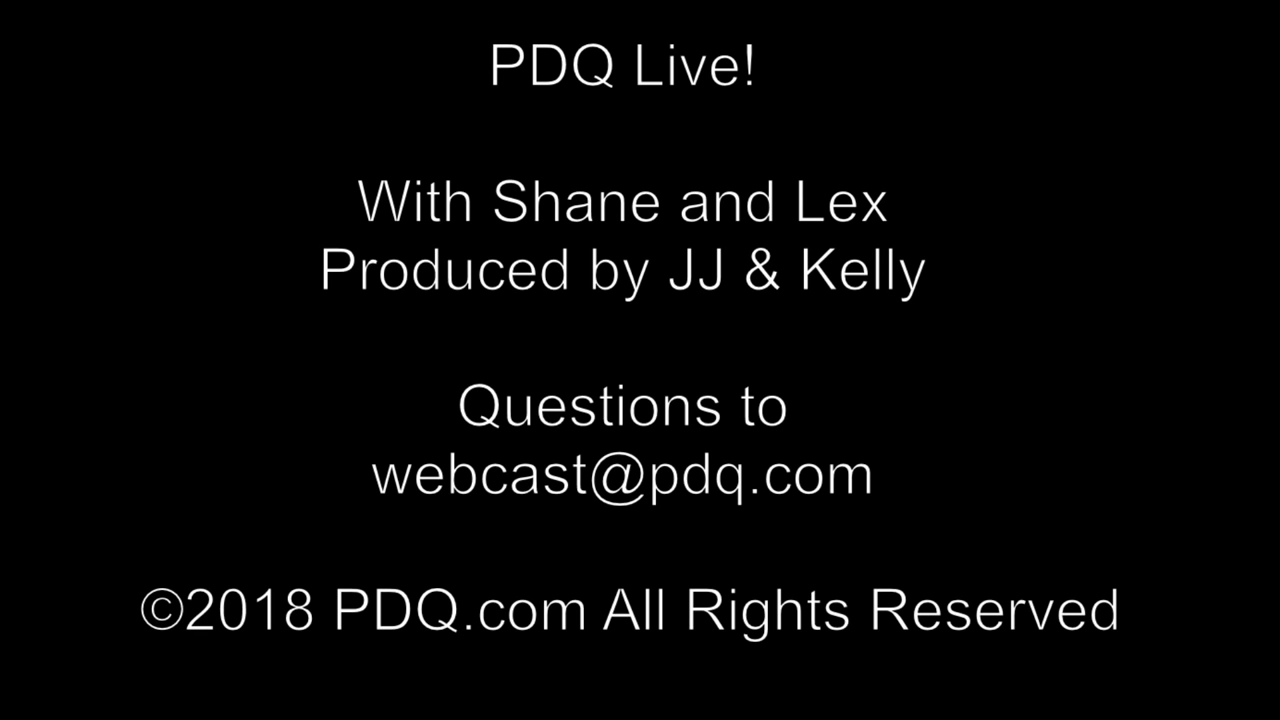 PDQ Live!
With Shane and Lex
Produced by JJ & Kelly
Questions to
webcast@pdq.com
©2018 PDQ.com All Rights Reserved